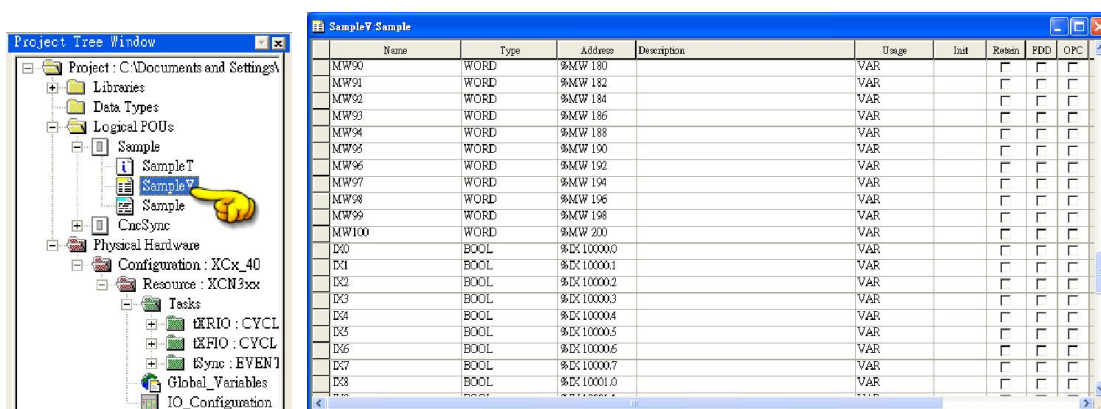 Project Tree Window
Project : C:\Documents and Settings\
Libraries
Data Types
Logical POUs
Sample
SampleT
SampleV
Sample
CncSync
Physical Hardware
Configuration : XCx_40
Resource : XCN3xx
Tasks
tXRIO : CYCL
tXFIO : CYCL
tSync : EVENT
Global_Variables
IO_Configuration
SampleV:Sample
Name Type Address Description Usage Init Retain PDD OPC
MW90 WORD %MW 180 VAR
MW91 WORD %MW 182 VAR
MW92 WORD %MW 184 VAR
MW93 WORD %MW 186 VAR
MW94 WORD %MW 188 VAR
MW95 WORD %MW 190 VAR
MW96 WORD %MW 192 VAR
MW97 WORD %MW 194 VAR
MW98 WORD %MW 196 VAR
MW99 WORD %MW 198 VAR
MW100 WORD %MW 200 VAR
IX0 BOOL %IX 10000.0 VAR
IX1 BOOL %IX 10000.1 VAR
IX2 BOOL %IX 10000.2 VAR
IX3 BOOL %IX 10000.3 VAR
IX4 BOOL %IX 10000.4 VAR
IX5 BOOL %IX 10000.5 VAR
IX6 BOOL %IX 10000.6 VAR
IX7 BOOL %IX 10000.7 VAR
IX8 BOOL %IX 10001.0 VAR